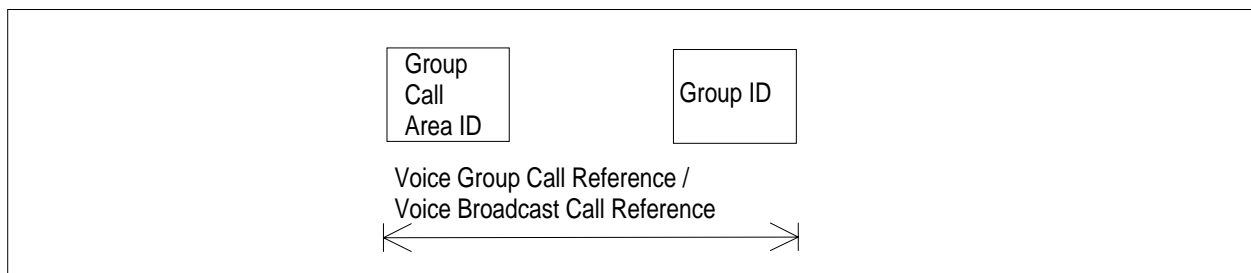 Group
Call
Area ID
Group ID
Voice Group Call Reference /
Voice Broadcast Call Reference